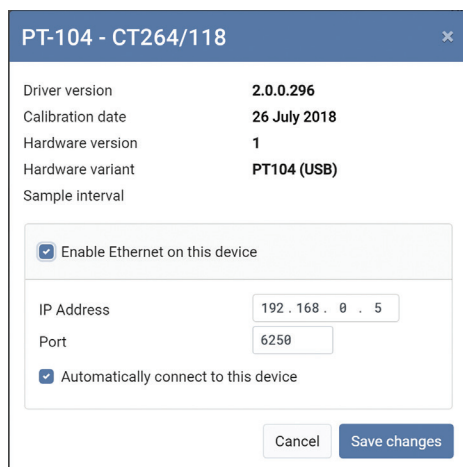 PT-104 - CT264/118 ×
Driver version 2.0.0.296
Calibration date 26 July 2018
Hardware version 1
Hardware variant PT104 (USB)
Sample interval
Enable Ethernet on this device
IP Address 192.168. 0 . 5
Port 6250
Automatically connect to this device
Cancel Save changes